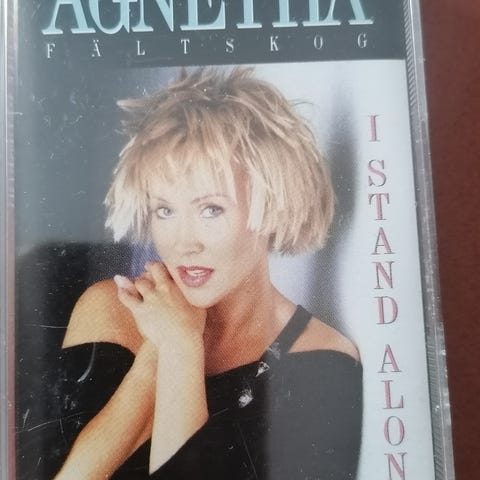 AGNETHA
FÄLTSKOG
I STAND ALON